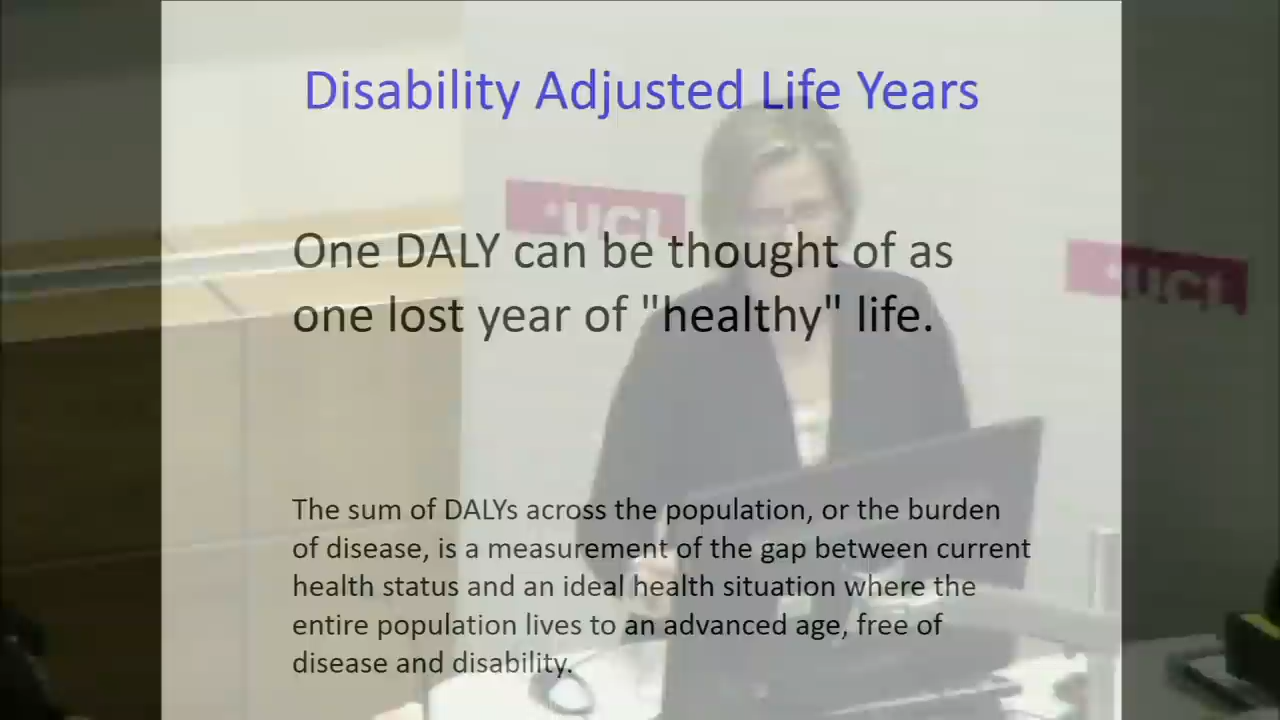 Disability Adjusted Life Years
UCL
One DALY can be thought of as
UCL
one lost year of "healthy" life.
The sum of DALYs across the population, or the burden
of disease, is a measurement of the gap between current
health status and an ideal health situation where the
entire population lives to an advanced age, free of
disease and disability.